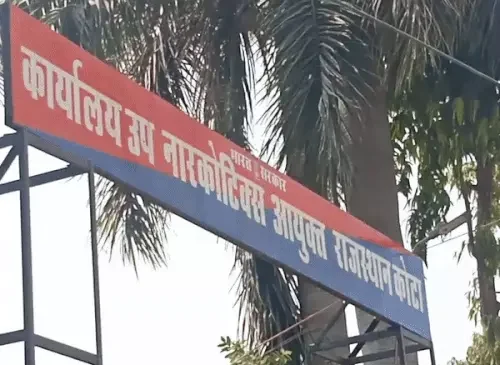 भारत सरकार
कार्यालय उप नारकोटिक्स आयुक्त राजस्थान कोटा